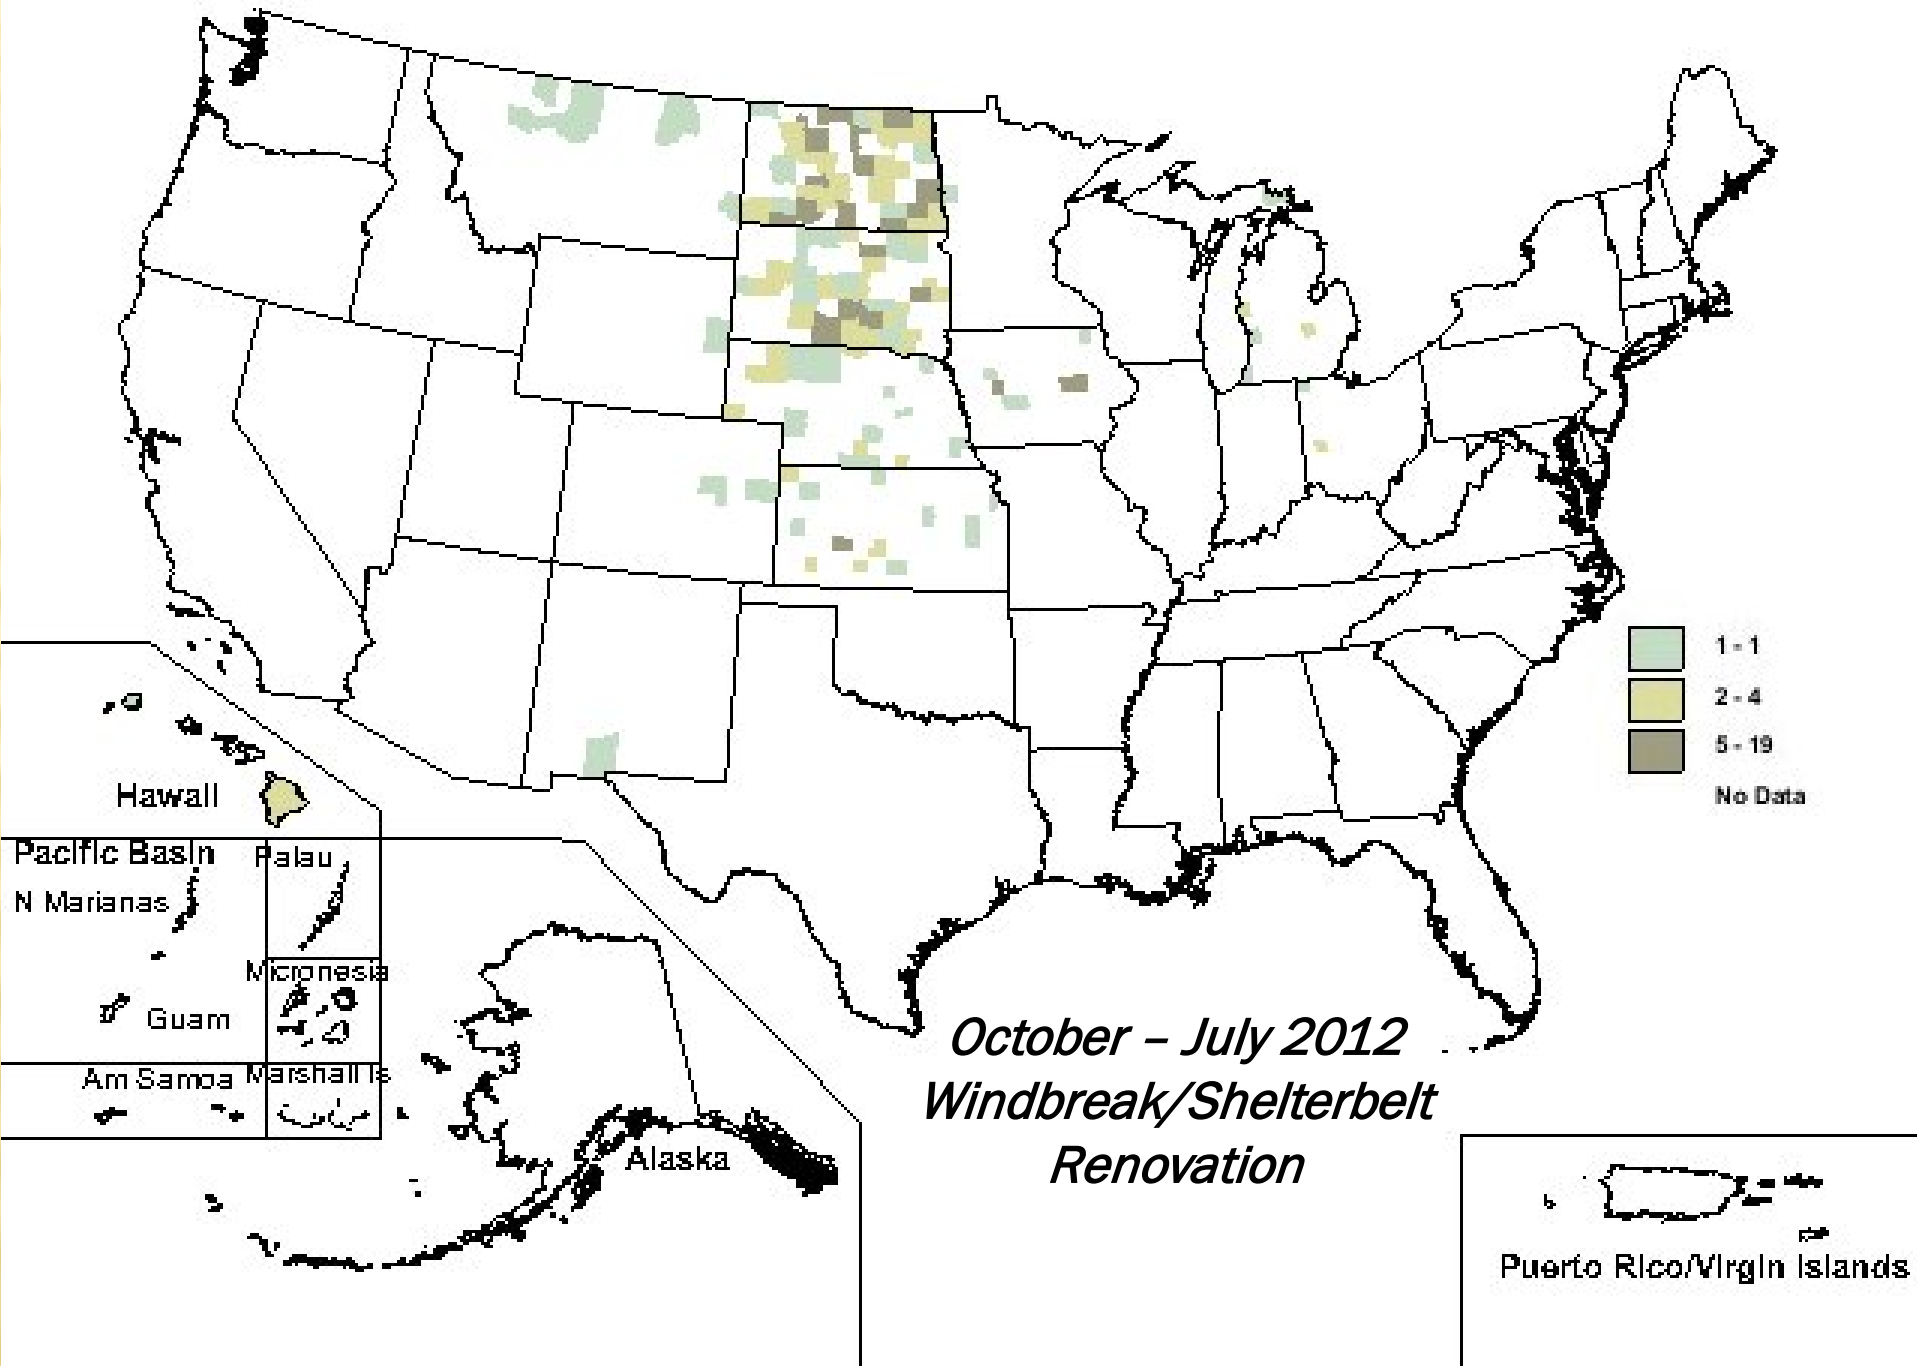 1 - 1
2 - 4
5 - 19
No Data
Hawaii
Pacific Basin
Palau
N Marianas
Micronesia
Guam
Am Samoa
Marshall Is
Alaska
October – July 2012
Windbreak/Shelterbelt
Renovation
Puerto Rico/Virgin Islands